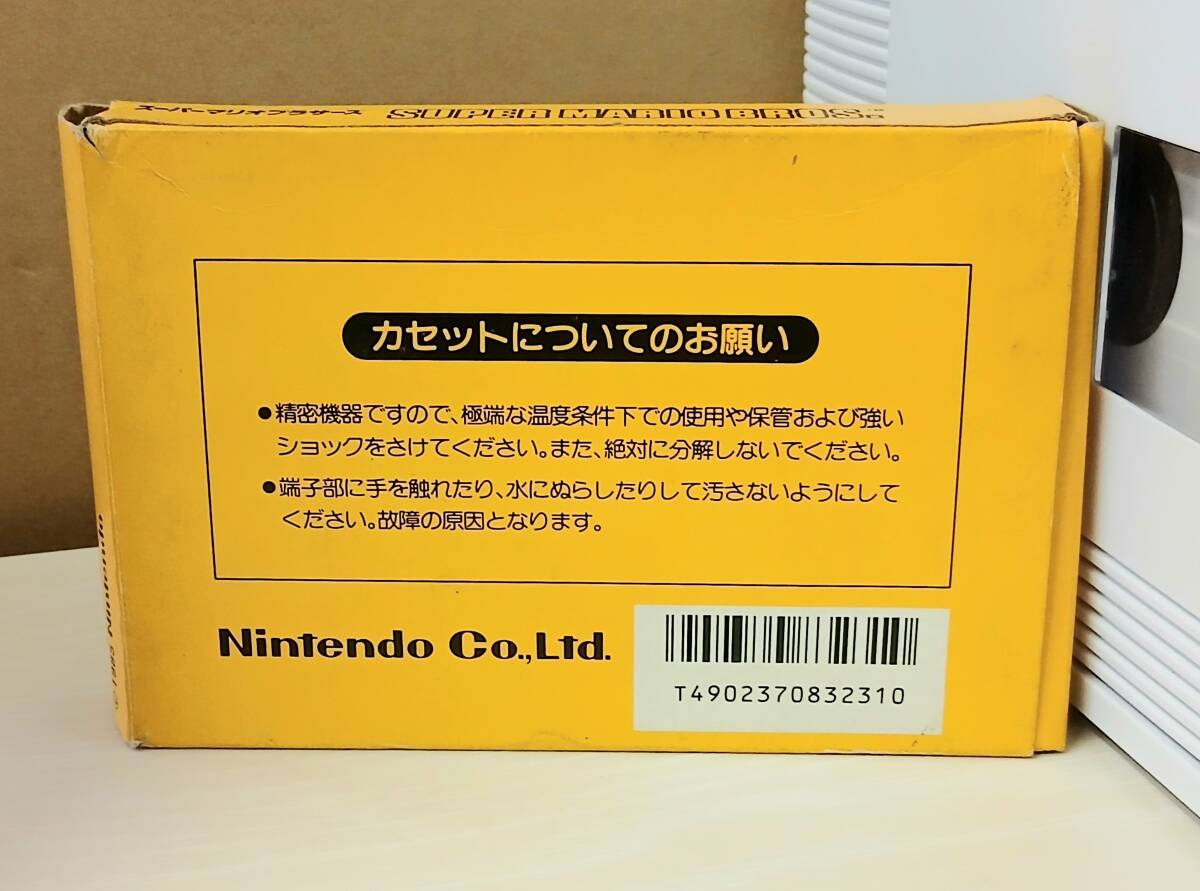 スーパーマリオブラザーズ SUPER MARIO BROS.™
カセットについてのお願い
●精密機器ですので、極端な温度条件下での使用や保管および強い
ショックをさけてください。また、絶対に分解しないでください。
●端子部に手を触れたり、水にぬらしたりして汚さないようにして
ください。故障の原因となります。
Nintendo Co.,Ltd.
T4902370832310
© 1985 Nintendo